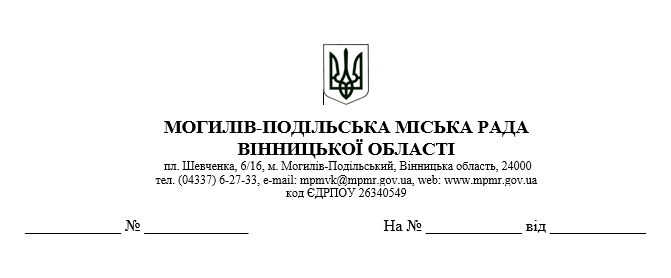 МОГИЛІВ-ПОДІЛЬСЬКА МІСЬКА РАДА
ВІННИЦЬКОЇ ОБЛАСТІ
пл. Шевченка, 6/16, м. Могилів-Подільський, Вінницька область, 24000
тел. (04337) 6-27-33, e-mail: mpmvk@mpmr.gov.ua, web: www.mpmr.gov.ua
код ЄДРПОУ 26340549
____________ № _____________ На № ____________ від ____________